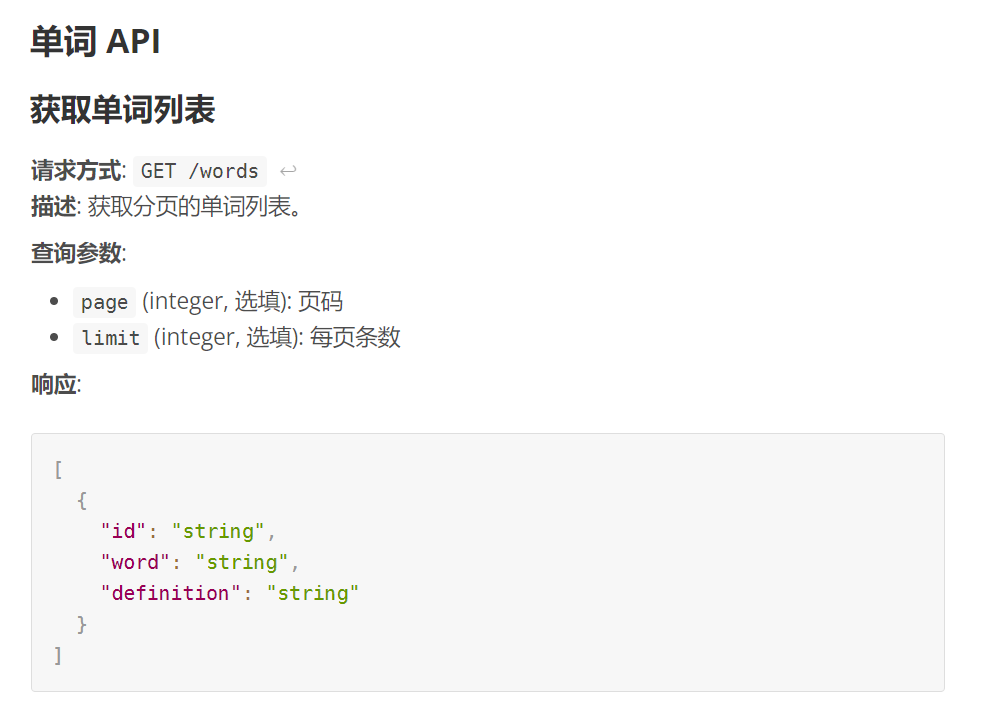 单词 API
获取单词列表
请求方式: GET /words ↩
描述: 获取分页的单词列表。
查询参数:
• page (integer, 选填): 页码
• limit (integer, 选填): 每页条数
响应:
[
  {
    "id": "string",
    "word": "string",
    "definition": "string"
  }
]